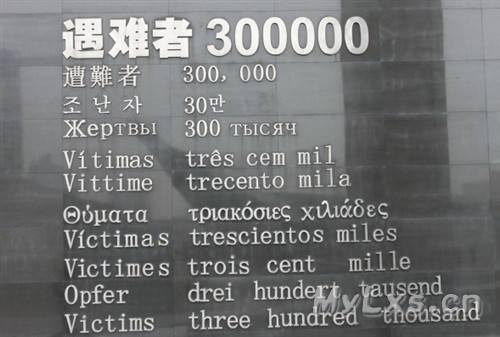 遇难者 300000
遭難者 300,000
조난자 30만
Жертвы 300 тысяч
Vítimas três cem mil
Vittime trecento mila
Θύματα τριακόσιες χιλιάδες
Víctimas trescientos miles
Victimes trois cent mille
Opfer drei hundert tausend
Victims three hundred thousand
MyLxs.cn